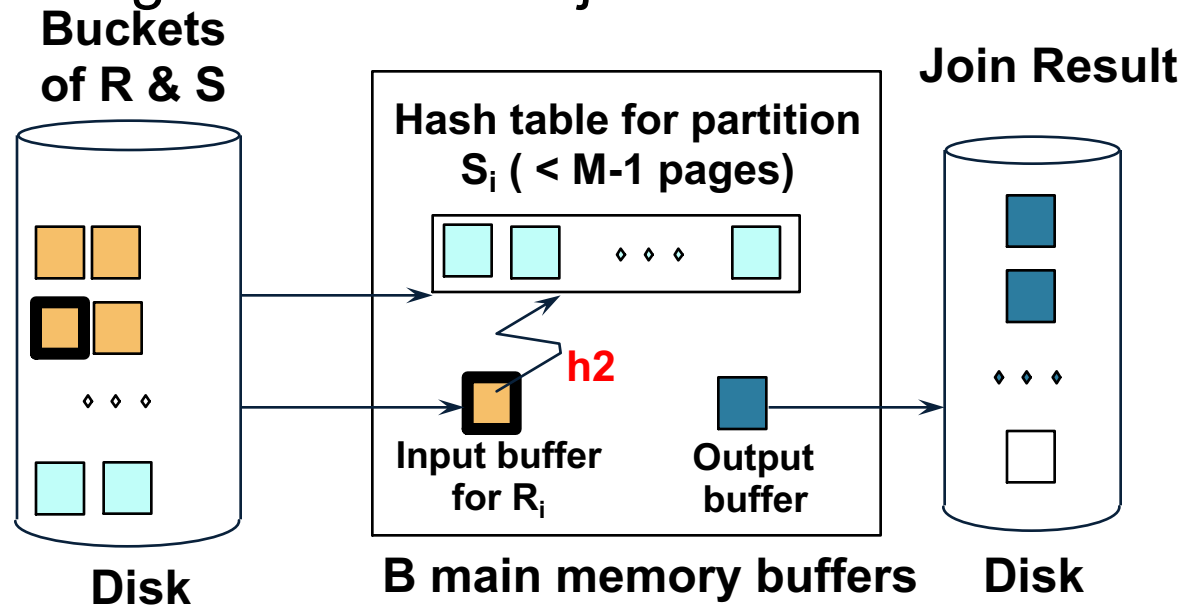 Buckets
of R & S
Join Result
Hash table for partition
Si ( < M-1 pages)
h2
Input buffer
for Ri
Output
buffer
Disk
B main memory buffers
Disk